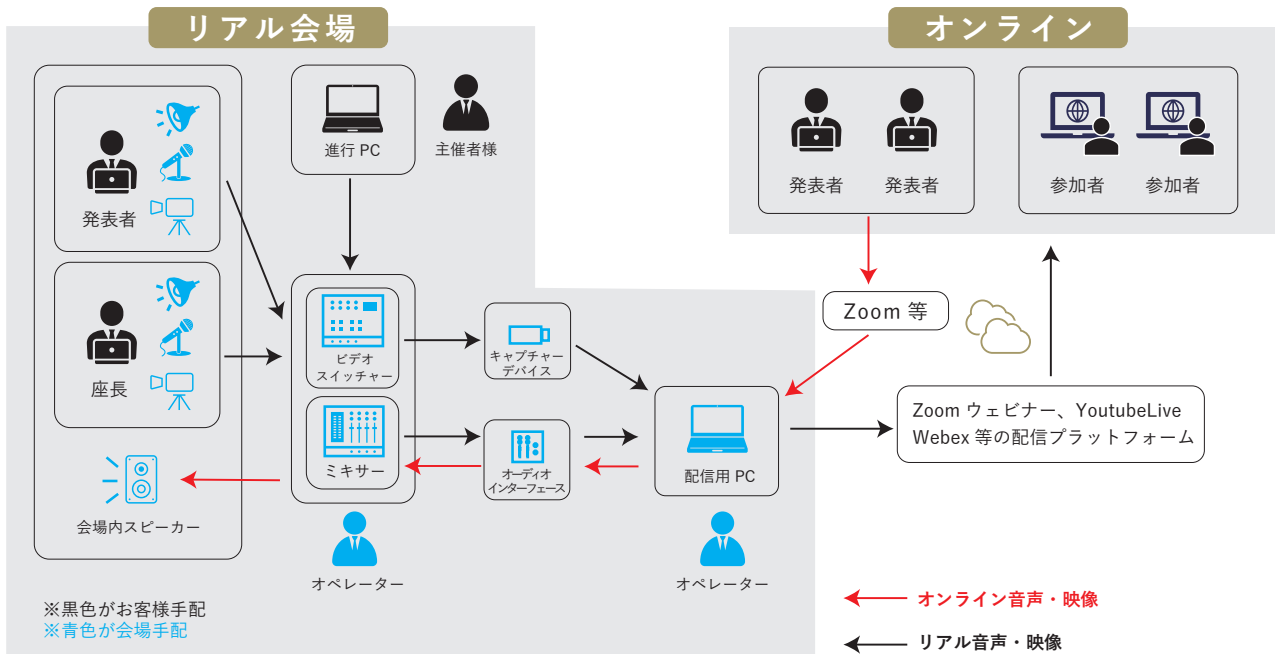 リアル会場
オンライン
発表者
進行 PC
主催者様
発表者
発表者
参加者
参加者
座長
ビデオ
スイッチャー
キャプチャー
デバイス
Zoom 等
ミキサー
オーディオ
インターフェース
配信用 PC
Zoom ウェビナー、YoutubeLive
Webex 等の配信プラットフォーム
会場内スピーカー
オペレーター
オペレーター
※黒色がお客様手配
※青色が会場手配
オンライン音声・映像
リアル音声・映像